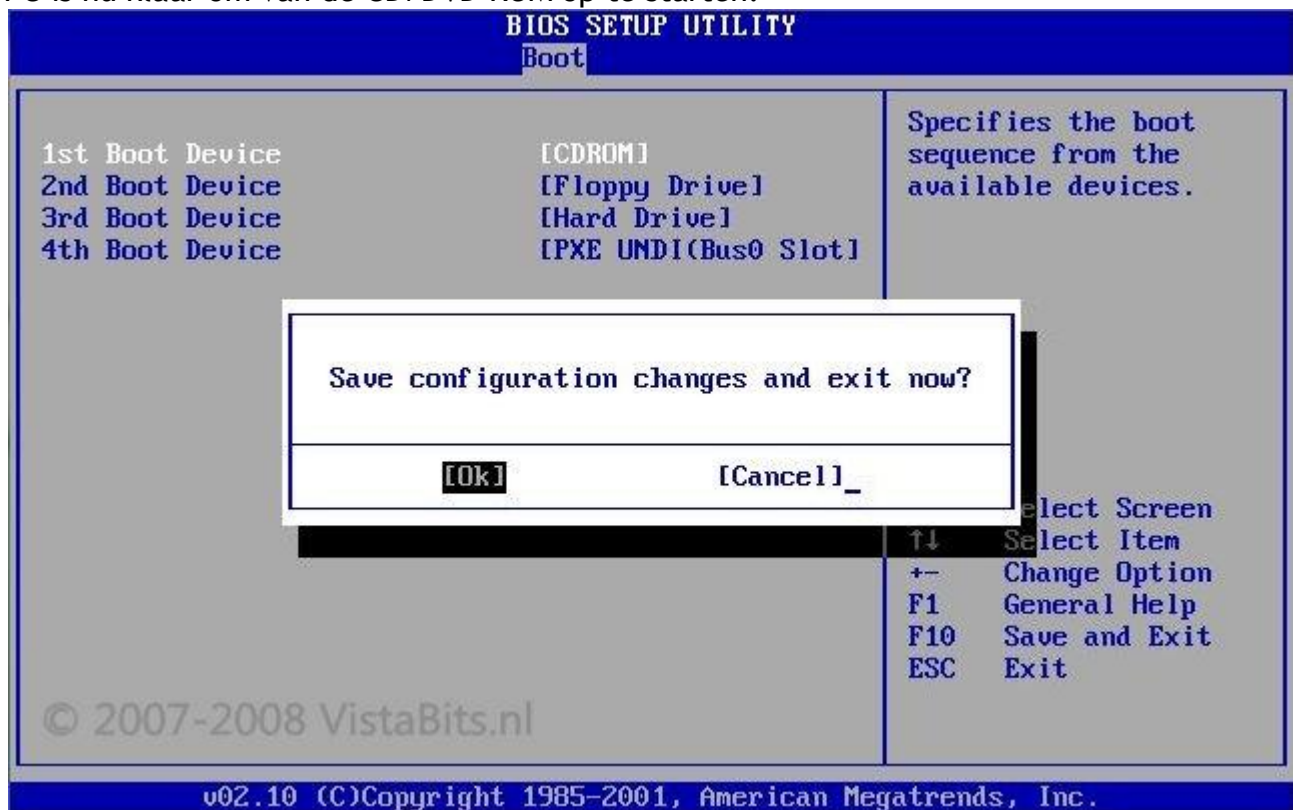 BIOS SETUP UTILITY
Boot
1st Boot Device [CDROM]
2nd Boot Device [Floppy Drive]
3rd Boot Device [Hard Drive]
4th Boot Device [PXE UNDI(Bus0 Slot]
Specifies the boot
sequence from the
available devices.
Save configuration changes and exit now?
[Ok] [Cancel]_
elect Screen
↑↓ Select Item
+- Change Option
F1 General Help
F10 Save and Exit
ESC Exit
© 2007-2008 VistaBits.nl
v02.10 (C)Copyright 1985-2001, American Megatrends, Inc.